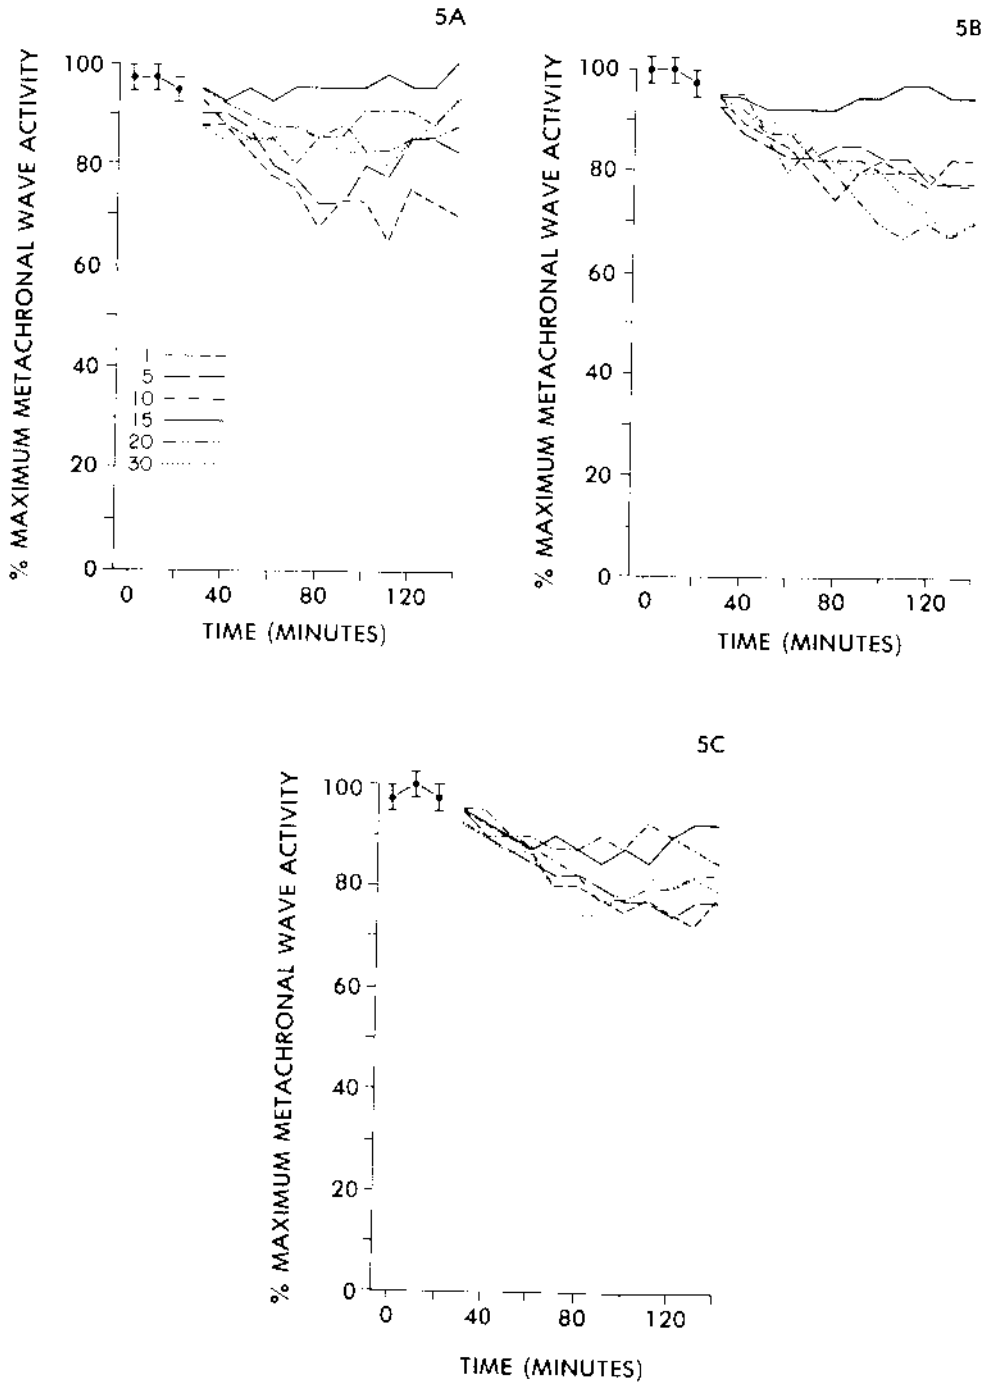 5A
% MAXIMUM METACHRONAL WAVE ACTIVITY
100
80
60
40
20
0
1
5
10
15
20
30
0 40 80 120
TIME (MINUTES)
5B
% MAXIMUM METACHRONAL WAVE ACTIVITY
100
80
60
40
20
0
0 40 80 120
TIME (MINUTES)
5C
% MAXIMUM METACHRONAL WAVE ACTIVITY
100
80
60
40
20
0
0 40 80 120
TIME (MINUTES)